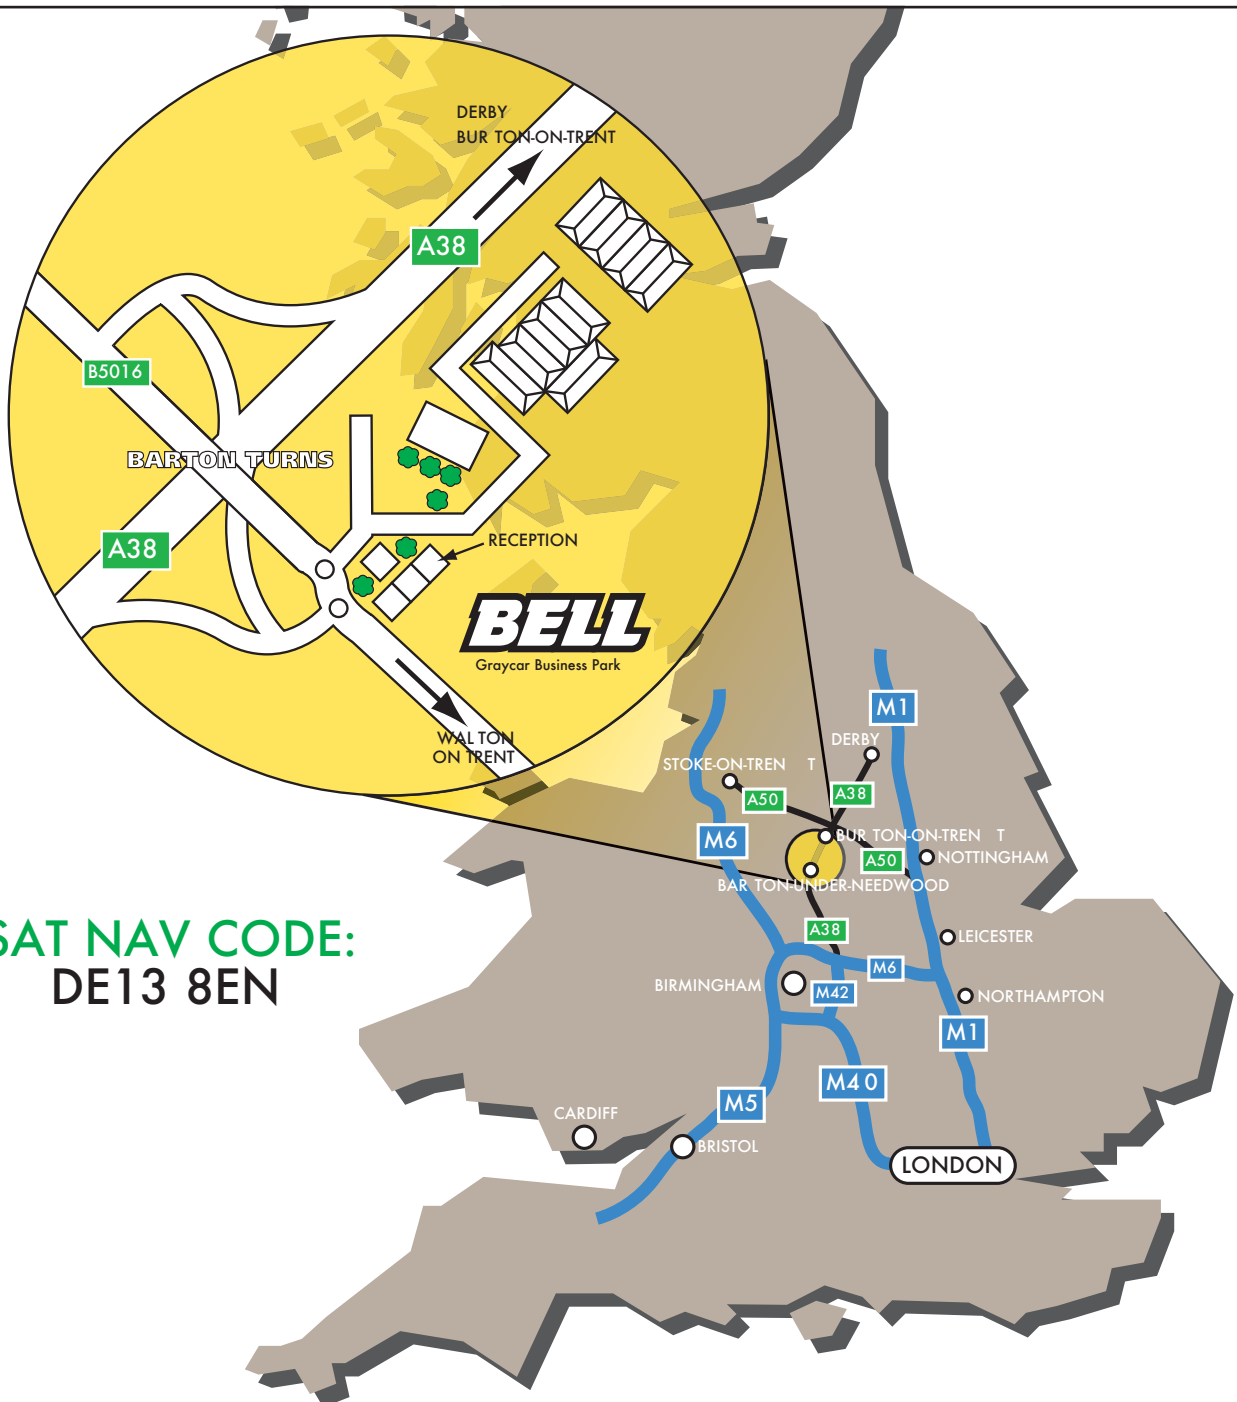 DERBY
BUR TON-ON-TRENT
A38
B5016
BARTON TURNS
A38
RECEPTION
BELL
Graycar Business Park
WAL TON
ON TRENT
M1
DERBY
STOKE-ON-TREN T
A50
A38
M6
BUR TON-ON-TREN T
A50
NOTTINGHAM
BAR TON-UNDER-NEEDWOOD
SAT NAV CODE:
DE13 8EN
A38
LEICESTER
M6
BIRMINGHAM
M42
NORTHAMPTON
M1
M40
M5
CARDIFF
BRISTOL
LONDON